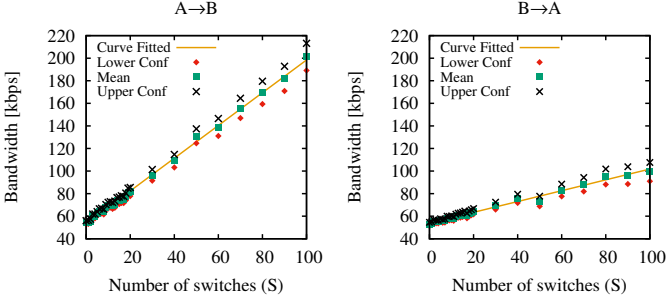 A→B
220
200
180
160
140
120
100
80
60
40
0
20
40
60
80
100
Bandwidth [kbps]
Number of switches (S)
Curve Fitted
Lower Conf
Mean
Upper Conf
B→A
220
200
180
160
140
120
100
80
60
40
0
20
40
60
80
100
Bandwidth [kbps]
Number of switches (S)
Curve Fitted
Lower Conf
Mean
Upper Conf